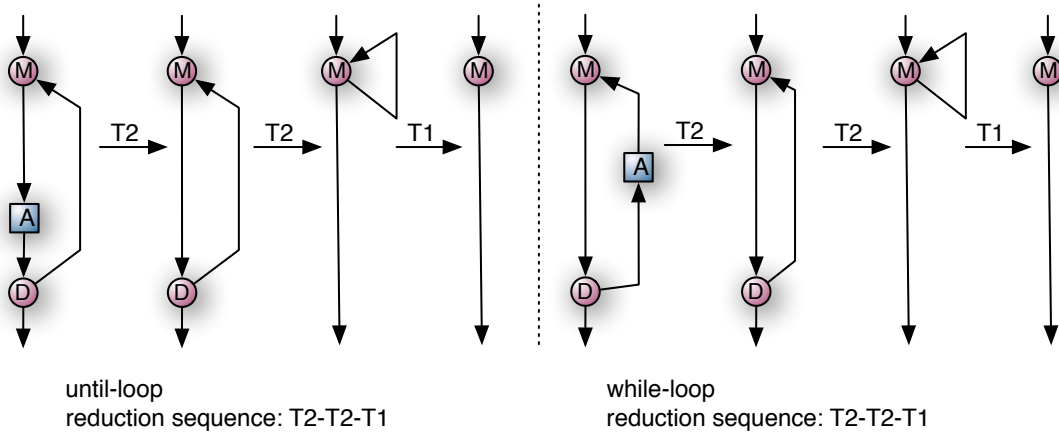 M
A
D
T2
M
D
T2
M
T1
M
until-loop
reduction sequence: T2-T2-T1
M
A
D
T2
M
D
T2
M
T1
M
while-loop
reduction sequence: T2-T2-T1